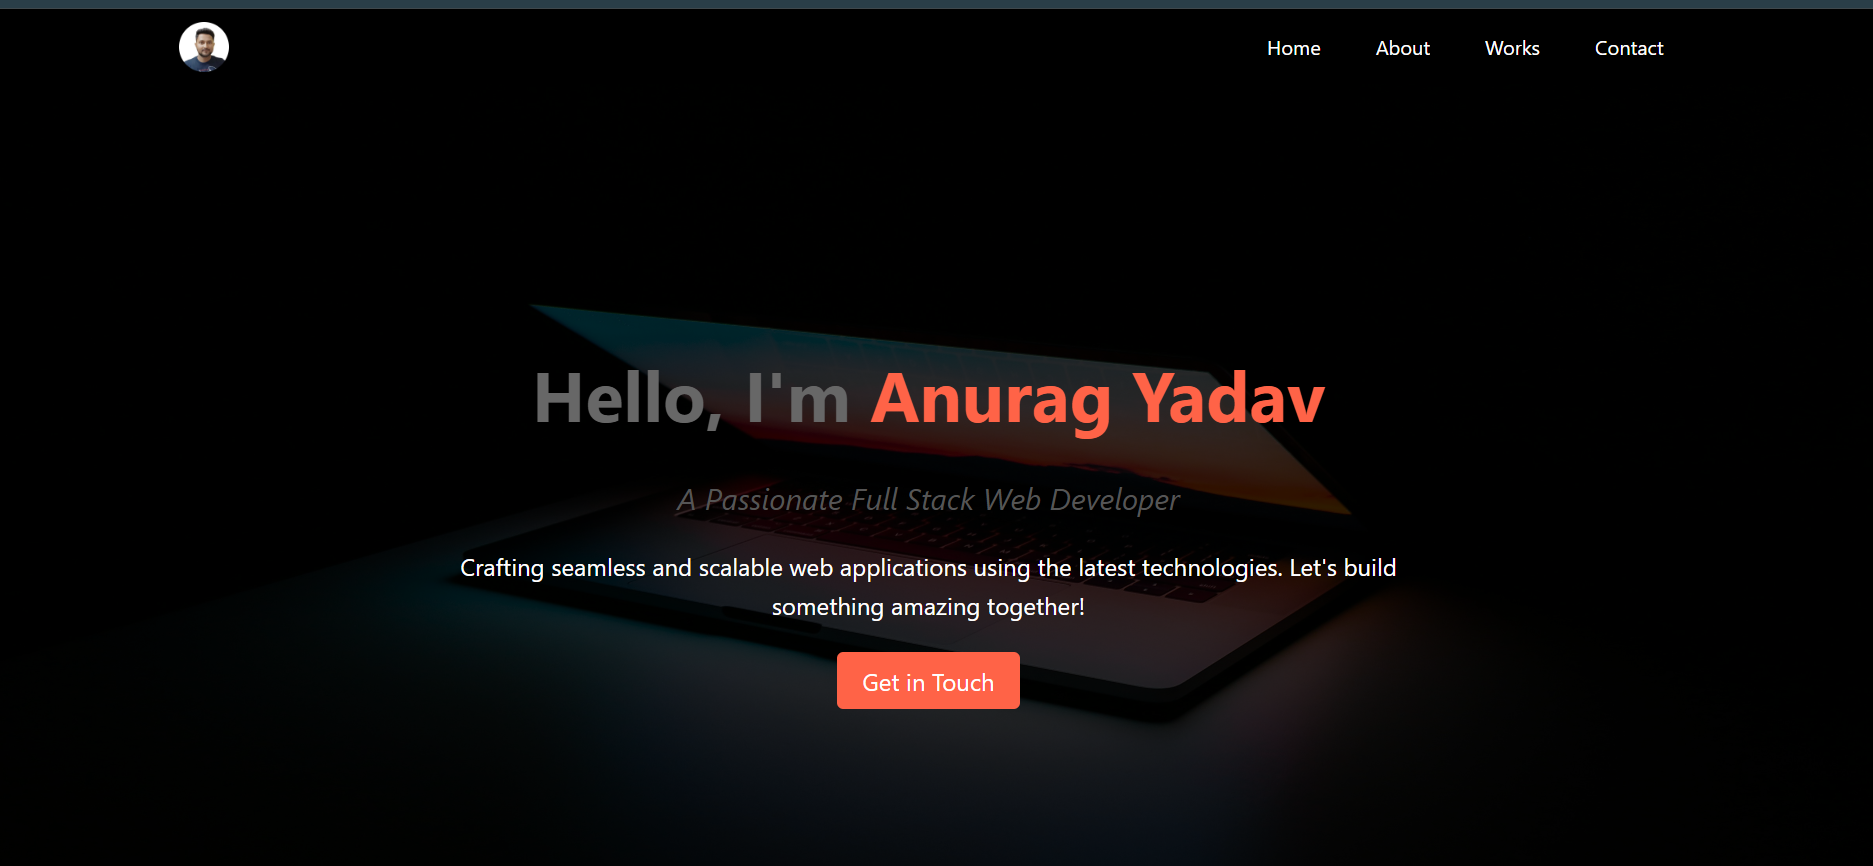 Home About Works Contact
Hello, I'm Anurag Yadav
A Passionate Full Stack Web Developer
Crafting seamless and scalable web applications using the latest technologies. Let's build
something amazing together!
Get in Touch